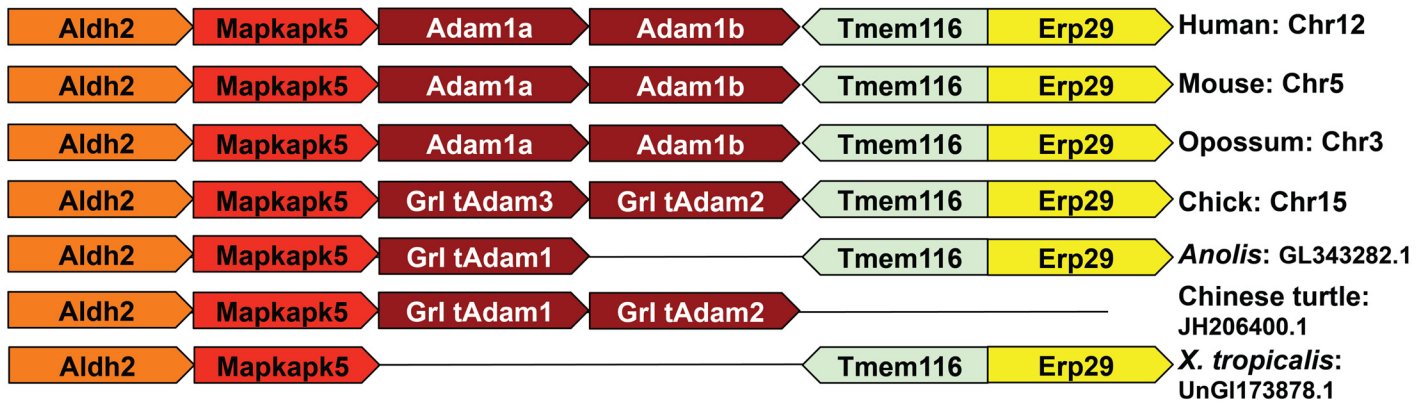 Aldh2 Mapkapk5 Adam1a Adam1b Tmem116 Erp29 Human: Chr12
Aldh2 Mapkapk5 Adam1a Adam1b Tmem116 Erp29 Mouse: Chr5
Aldh2 Mapkapk5 Adam1a Adam1b Tmem116 Erp29 Opossum: Chr3
Aldh2 Mapkapk5 Grl tAdam3 Grl tAdam2 Tmem116 Erp29 Chick: Chr15
Aldh2 Mapkapk5 Grl tAdam1 Tmem116 Erp29 Anolis: GL343282.1
Aldh2 Mapkapk5 Grl tAdam1 Grl tAdam2 Chinese turtle:
JH206400.1
Aldh2 Mapkapk5 Tmem116 Erp29 X. tropicalis:
UnGl173878.1